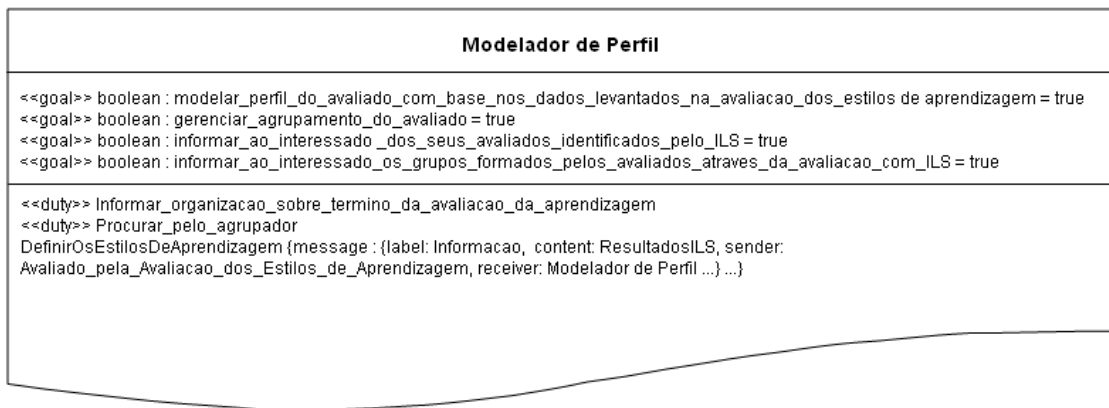 Modelador de Perfil
<<goal>> boolean : modelar_perfil_do_avaliado_com_base_nos_dados_levantados_na_avaliacao_dos_estilos de aprendizagem = true
<<goal>> boolean : gerenciar_agrupamento_do_avaliado = true
<<goal>> boolean : informar_ao_interessado _dos_seus_avaliados_identificados_pelo_ILS = true
<<goal>> boolean : informar_ao_interessado_os_grupos_formados_pelos_avaliados_atraves_da_avaliacao_com_ILS = true
<<duty>> Informar_organizacao_sobre_termino_da_avaliacao_da_aprendizagem
<<duty>> Procurar_pelo_agrupador
DefinirOsEstilosDeAprendizagem {message : {label: Informacao, content: ResultadosILS, sender:
Avaliado_pela_Avaliacao_dos_Estilos_de_Aprendizagem, receiver: Modelador de Perfil ...} ...}